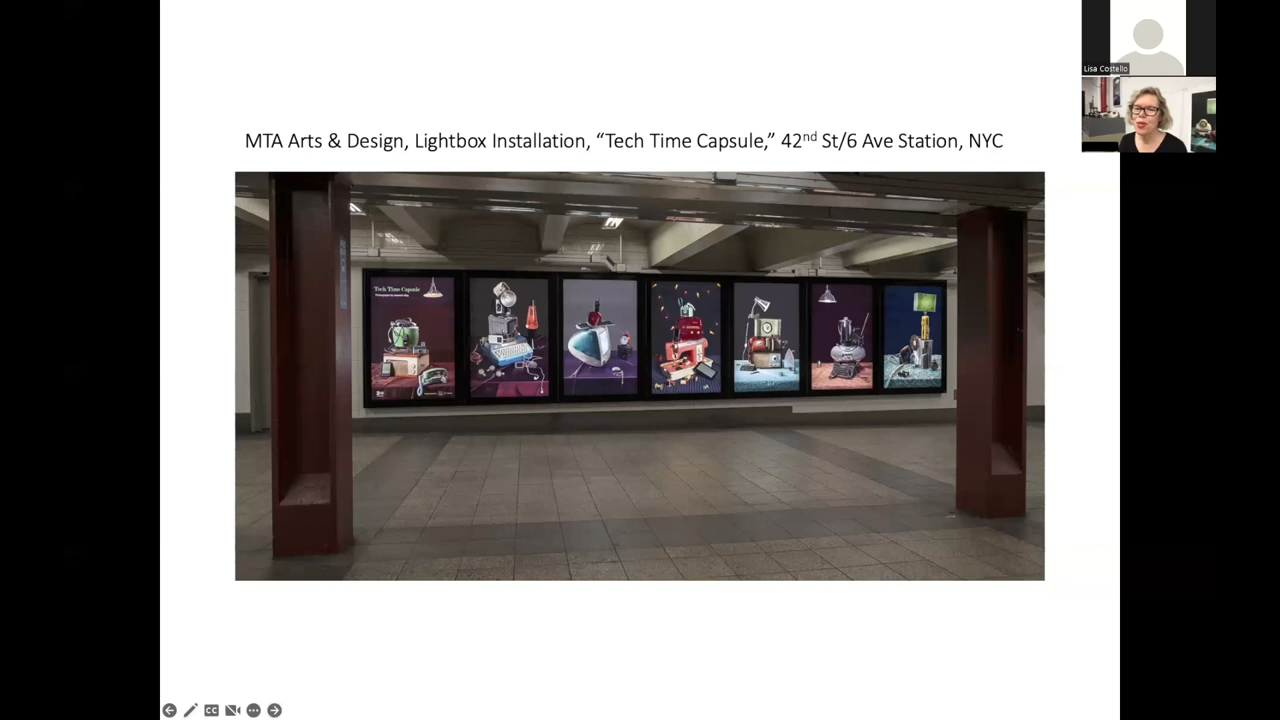 MTA Arts & Design, Lightbox Installation, “Tech Time Capsule,” 42nd St/6 Ave Station, NYC
Lisa Costello
Tech Time Capsule
CC